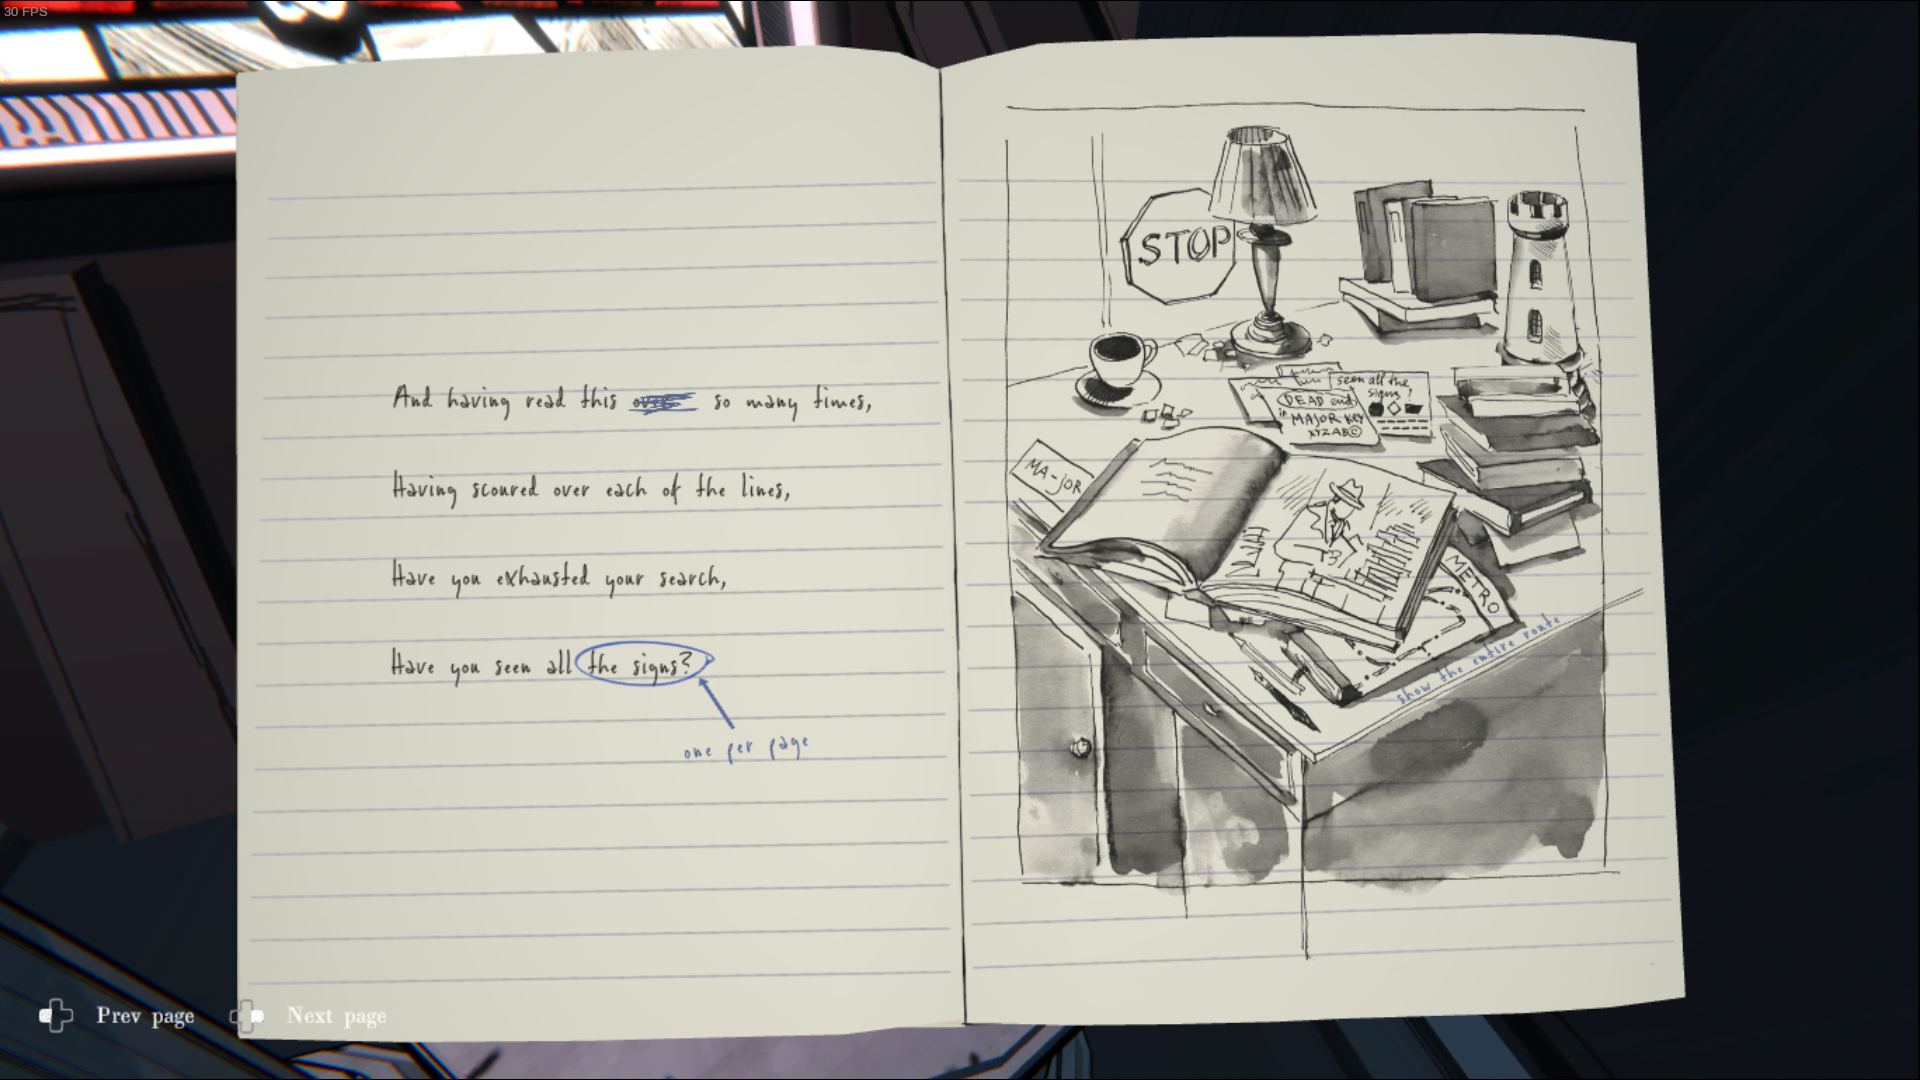 30 FPS
And having read this so many times,
Having scoured over each of the lines,
Have you exhausted your search,
Have you seen all the signs?
one per page
STOP
seen all the
signs?
DEAD end
in MAJOR KEY
XYZABC
MA-JOR
METRO
show the entire route
Prev page
Next page